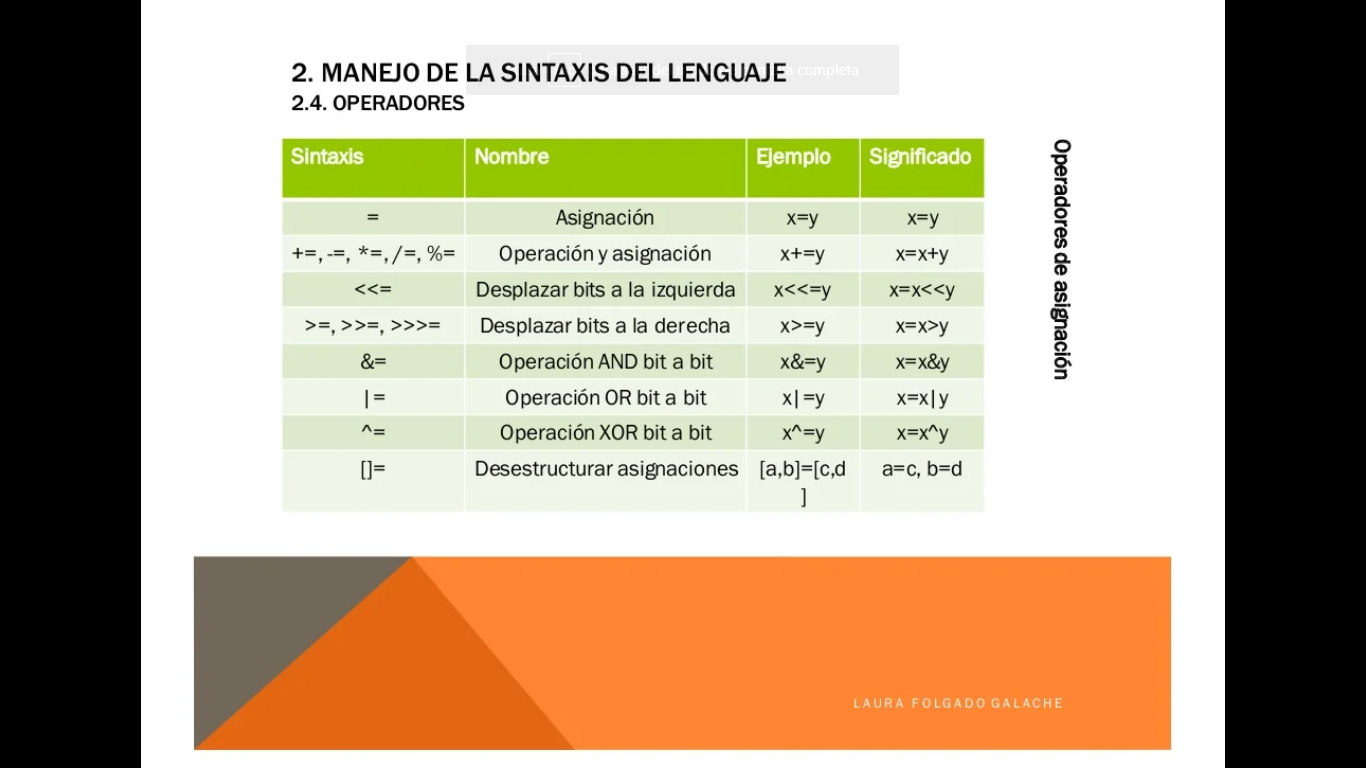 2. MANEJO DE LA SINTAXIS DEL LENGUAJE
completa
2.4. OPERADORES
Sintaxis Nombre Ejemplo Significado
= Asignación x=y x=y
+=, -=, *=, /=, %= Operación y asignación x+=y x=x+y
<<= Desplazar bits a la izquierda x<<=y x=x<<y
>=, >>=, >>>= Desplazar bits a la derecha x>=y x=x>y
&= Operación AND bit a bit x&=y x=x&y
|= Operación OR bit a bit x|=y x=x|y
^= Operación XOR bit a bit x^=y x=x^y
[]= Desestructurar asignaciones [a,b]=[c,d a=c, b=d
]
Operadores de asignación
LAURA FOLGADO GALACHE